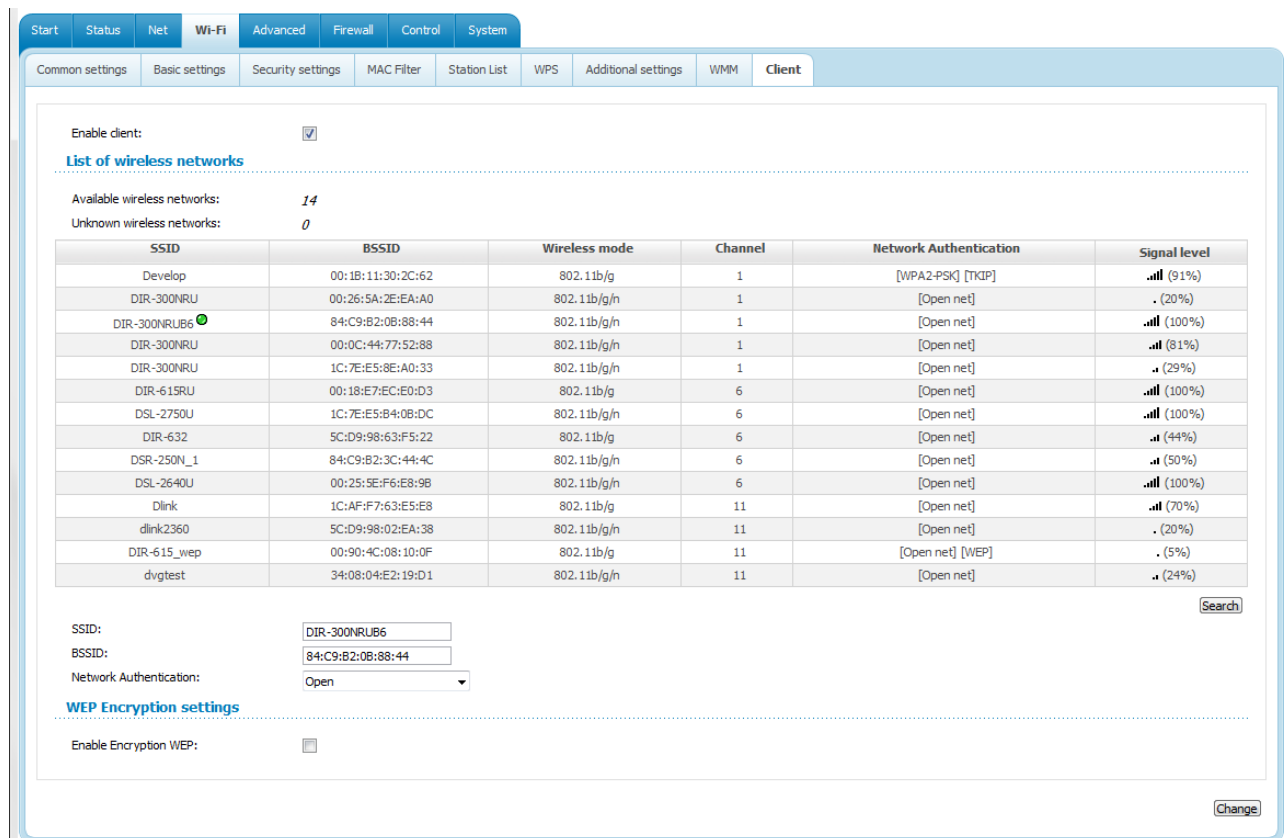 Start Status Net Wi-Fi Advanced Firewall Control System
Common settings Basic settings Security settings MAC Filter Station List WPS Additional settings WMM Client
Enable client:
List of wireless networks
Available wireless networks: 14
Unknown wireless networks: 0
SSID BSSID Wireless mode Channel Network Authentication Signal level
Develop 00:1B:11:30:2C:62 802.11b/g 1 [WPA2-PSK] [TKIP] (91%)
DIR-300NRU 00:26:5A:2E:EA:A0 802.11b/g/n 1 [Open net] (20%)
DIR-300NRUB6 84:C9:B2:0B:88:44 802.11b/g/n 1 [Open net] (100%)
DIR-300NRU 00:0C:44:77:52:88 802.11b/g/n 1 [Open net] (81%)
DIR-300NRU 1C:7E:E5:8E:A0:33 802.11b/g/n 1 [Open net] (29%)
DIR-615RU 00:18:E7:EC:E0:D3 802.11b/g 6 [Open net] (100%)
DSL-2750U 1C:7E:E5:B4:0B:DC 802.11b/g/n 6 [Open net] (100%)
DIR-632 5C:D9:98:63:F5:22 802.11b/g 6 [Open net] (44%)
DSR-250N_1 84:C9:B2:3C:44:4C 802.11b/g/n 6 [Open net] (50%)
DSL-2640U 00:25:5E:F6:E8:9B 802.11b/g/n 6 [Open net] (100%)
Dlink 1C:AF:F7:63:E5:E8 802.11b/g 11 [Open net] (70%)
dlink2360 5C:D9:98:02:EA:38 802.11b/g/n 11 [Open net] (20%)
DIR-615_wep 00:90:4C:08:10:0F 802.11b/g 11 [Open net] [WEP] (5%)
dvgtest 34:08:04:E2:19:D1 802.11b/g/n 11 [Open net] (24%)
Search
SSID: DIR-300NRUB6
BSSID: 84:C9:B2:0B:88:44
Network Authentication: Open
WEP Encryption settings
Enable Encryption WEP:
Change